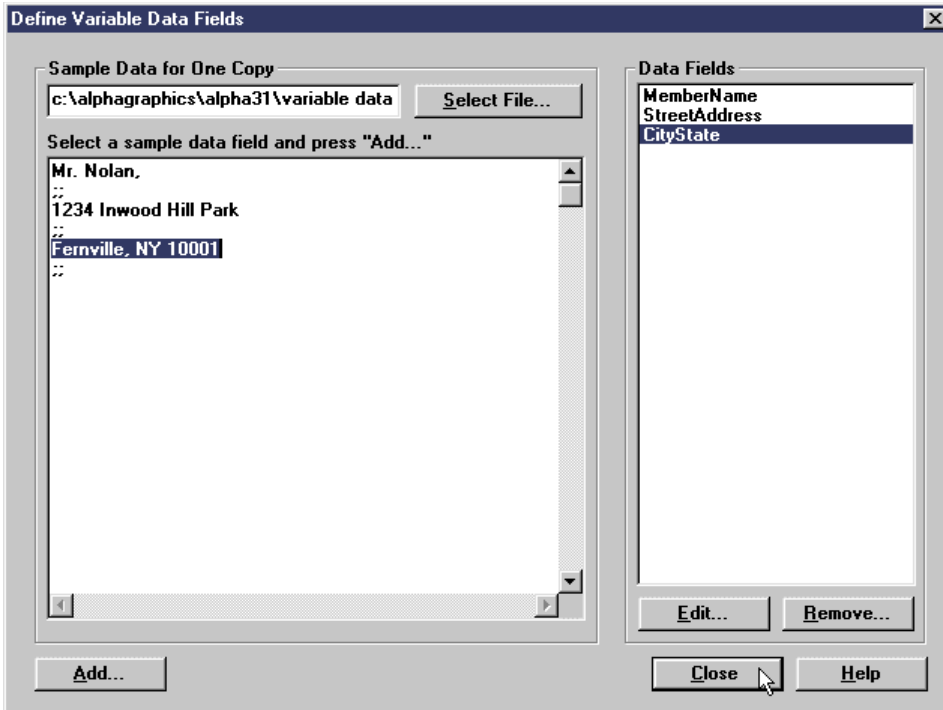 Define Variable Data Fields
Sample Data for One Copy
c:\alphagraphics\alpha31\variable data
Select File...
Select a sample data field and press "Add..."
Mr. Nolan,
;;
1234 Inwood Hill Park
;;
Fernville, NY 10001
;;
Add...
Data Fields
MemberName
StreetAddress
CityState
Edit...
Remove...
Close
Help